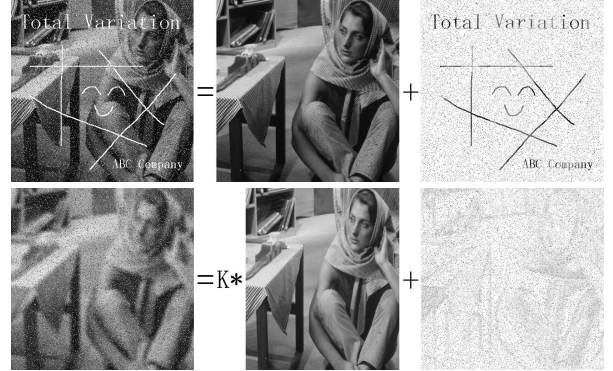 Total Variation
ABC Company
=
+
Total Variation
ABC Company
=K*
+